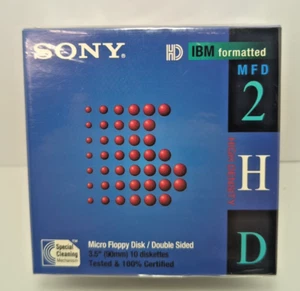 SONY
HD IBM formatted
MFD
2
H
D
Special
Cleaning
Mechanism
Micro Floppy Disk / Double Sided
3.5" (90mm) 10 diskettes
Tested & 100% Certified